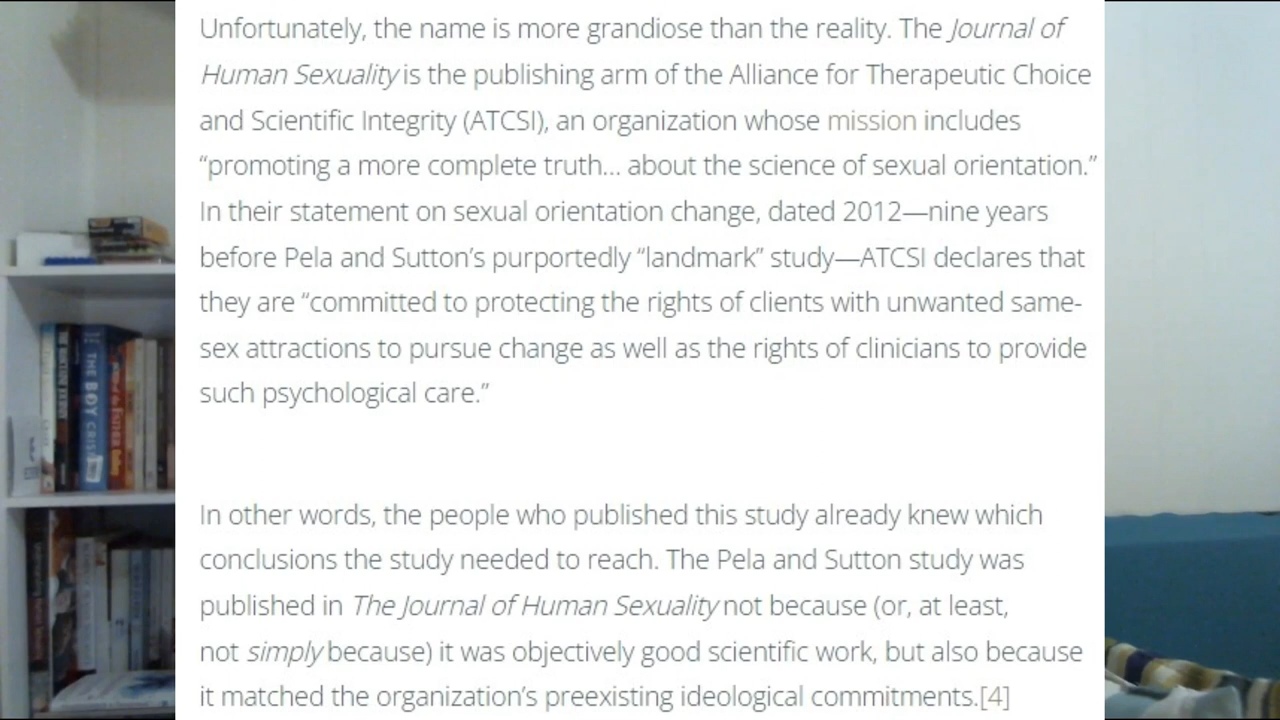 Unfortunately, the name is more grandiose than the reality. The Journal of
Human Sexuality is the publishing arm of the Alliance for Therapeutic Choice
and Scientific Integrity (ATCSI), an organization whose mission includes
“promoting a more complete truth... about the science of sexual orientation.”
In their statement on sexual orientation change, dated 2012—nine years
before Pela and Sutton’s purportedly “landmark” study—ATCSI declares that
they are “committed to protecting the rights of clients with unwanted same-
sex attractions to pursue change as well as the rights of clinicians to provide
such psychological care.”
In other words, the people who published this study already knew which
conclusions the study needed to reach. The Pela and Sutton study was
published in The Journal of Human Sexuality not because (or, at least,
not simply because) it was objectively good scientific work, but also because
it matched the organization’s preexisting ideological commitments.[4]
THE BOY CRISIS